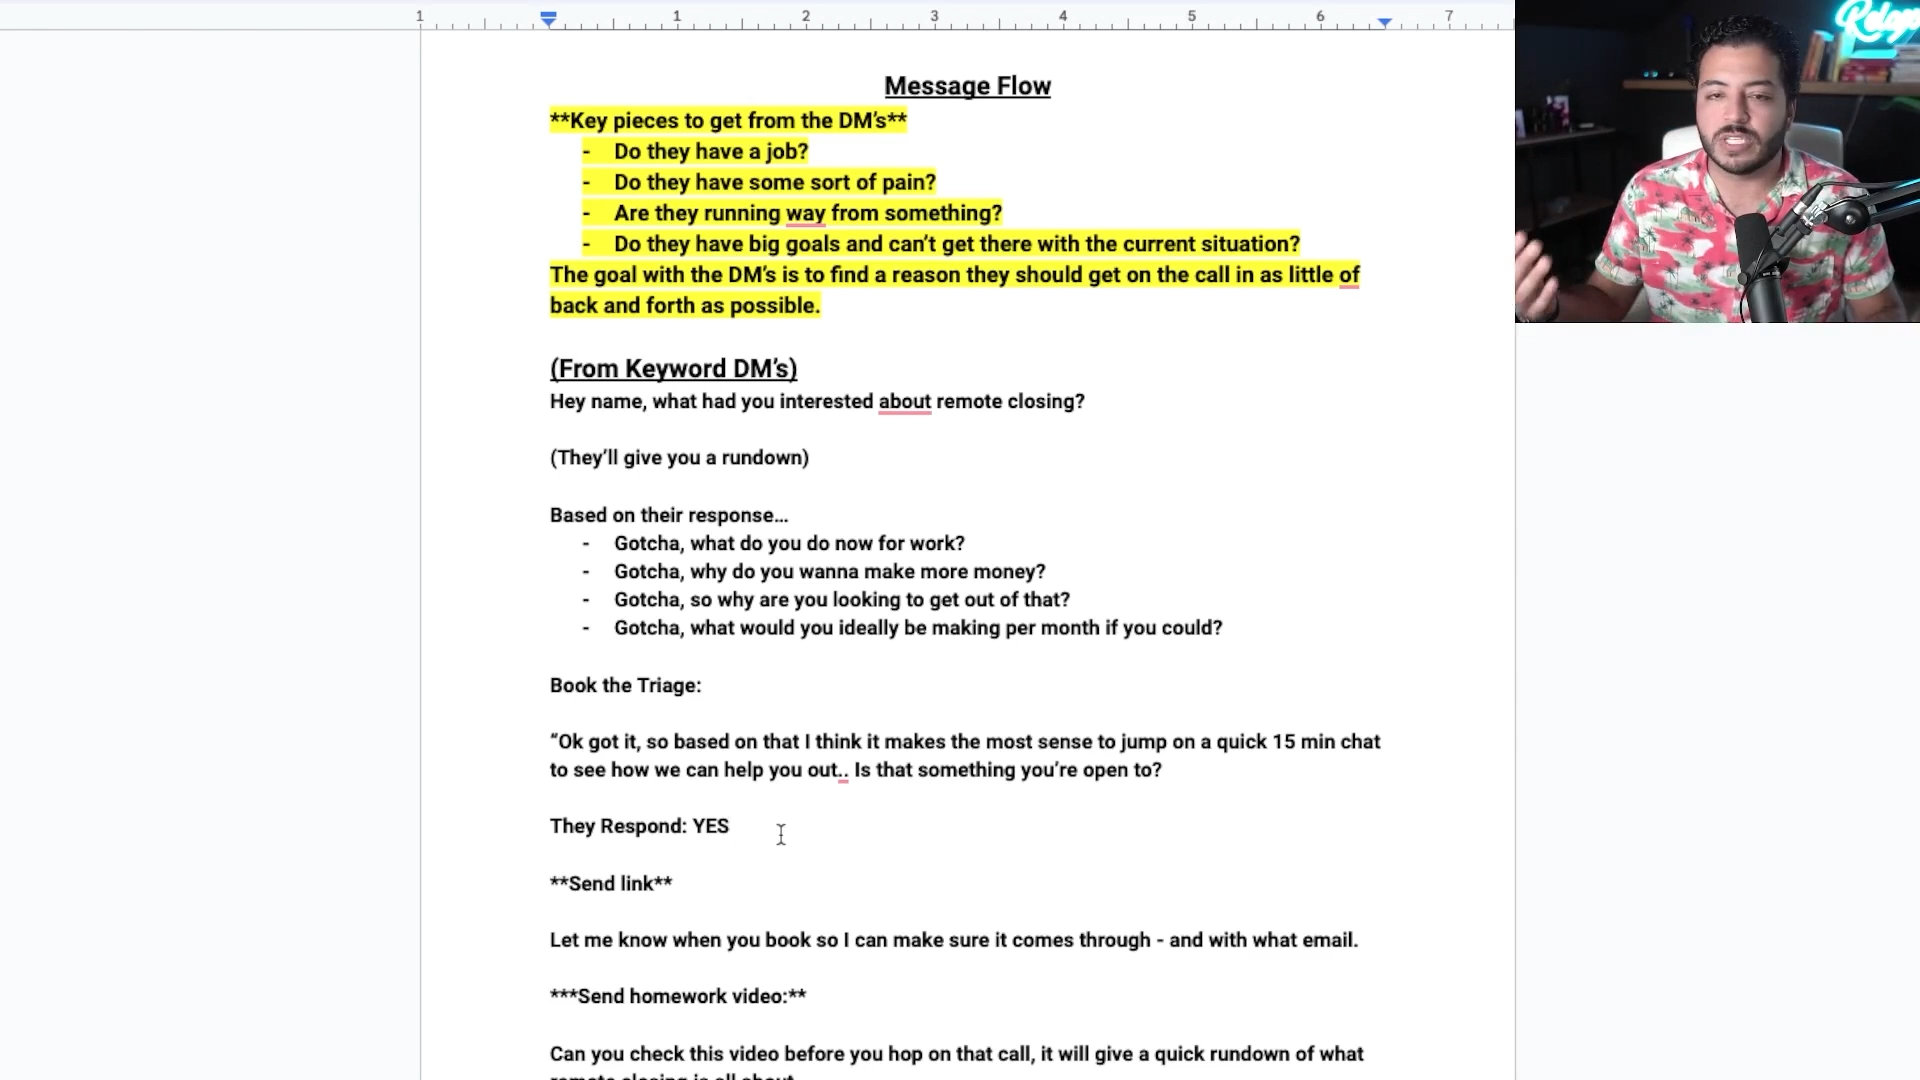 1 1 2 3 4 5 6 7
Message Flow
**Key pieces to get from the DM's**
- Do they have a job?
- Do they have some sort of pain?
- Are they running way from something?
- Do they have big goals and can't get there with the current situation?
The goal with the DM's is to find a reason they should get on the call in as little of
back and forth as possible.
(From Keyword DM's)
Hey name, what had you interested about remote closing?
(They'll give you a rundown)
Based on their response…
- Gotcha, what do you do now for work?
- Gotcha, why do you wanna make more money?
- Gotcha, so why are you looking to get out of that?
- Gotcha, what would you ideally be making per month if you could?
Book the Triage:
“Ok got it, so based on that I think it makes the most sense to jump on a quick 15 min chat
to see how we can help you out.. Is that something you're open to?
They Respond: YES
**Send link**
Let me know when you book so I can make sure it comes through - and with what email.
***Send homework video:**
Can you check this video before you hop on that call, it will give a quick rundown of what
remote closing is all about